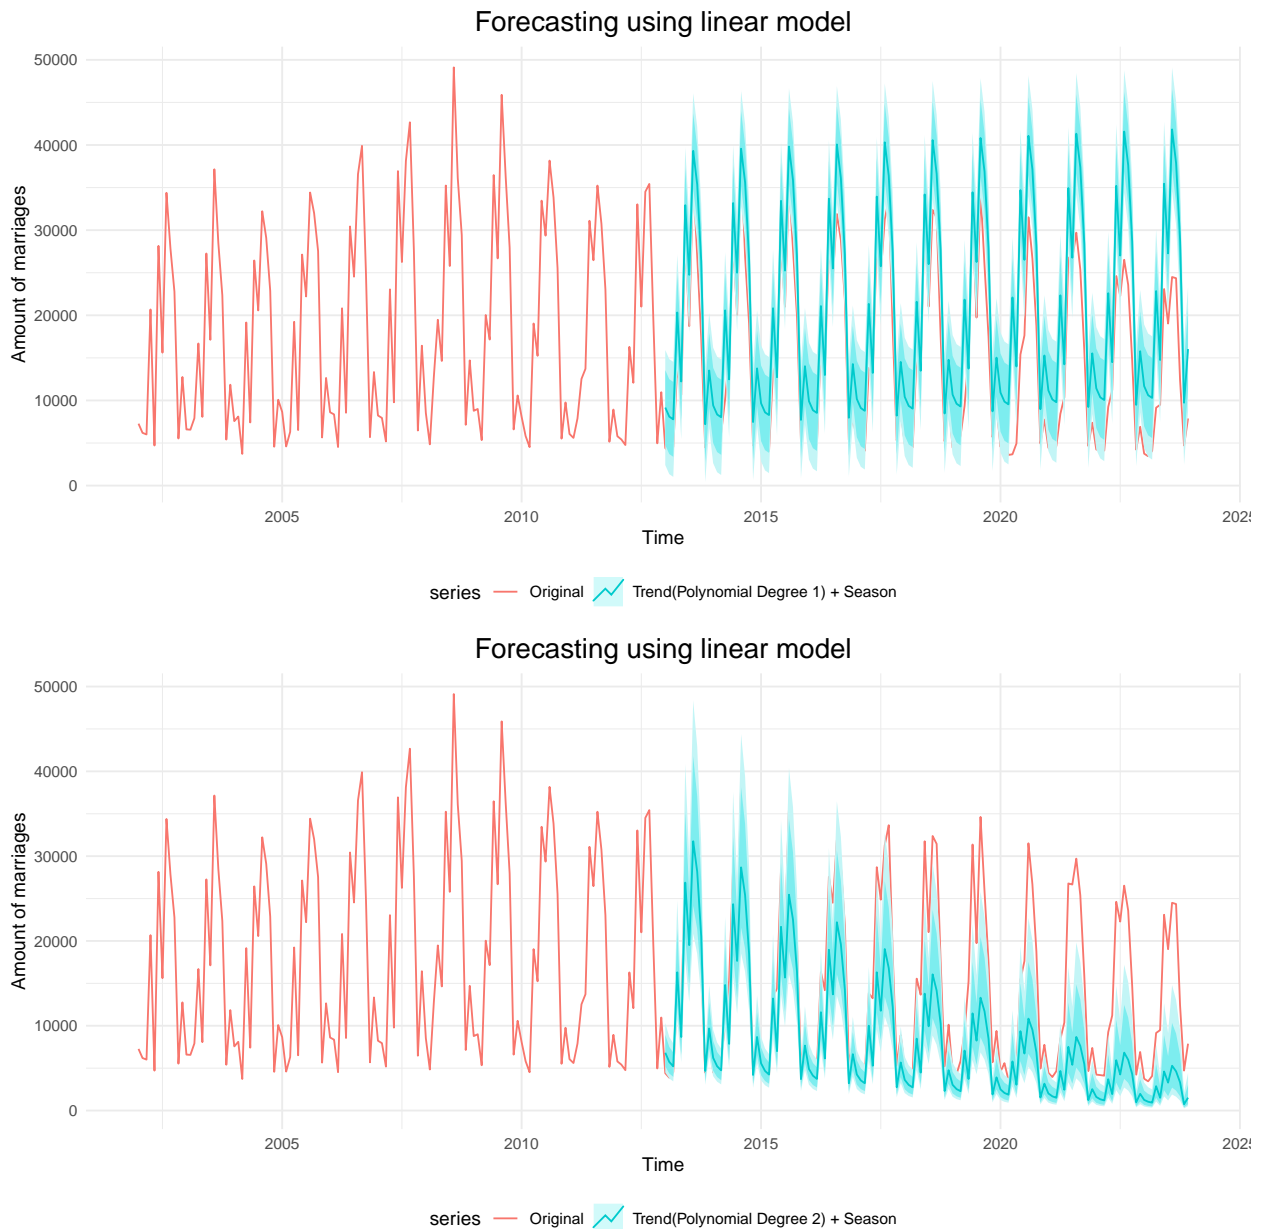 Forecasting using linear model
50000
40000
30000
20000
10000
0
Amount of marriages
2005 2010 2015 2020 2025
Time
series Original Trend(Polynomial Degree 1) + Season
Forecasting using linear model
50000
40000
30000
20000
10000
0
Amount of marriages
2005 2010 2015 2020 2025
Time
series Original Trend(Polynomial Degree 2) + Season